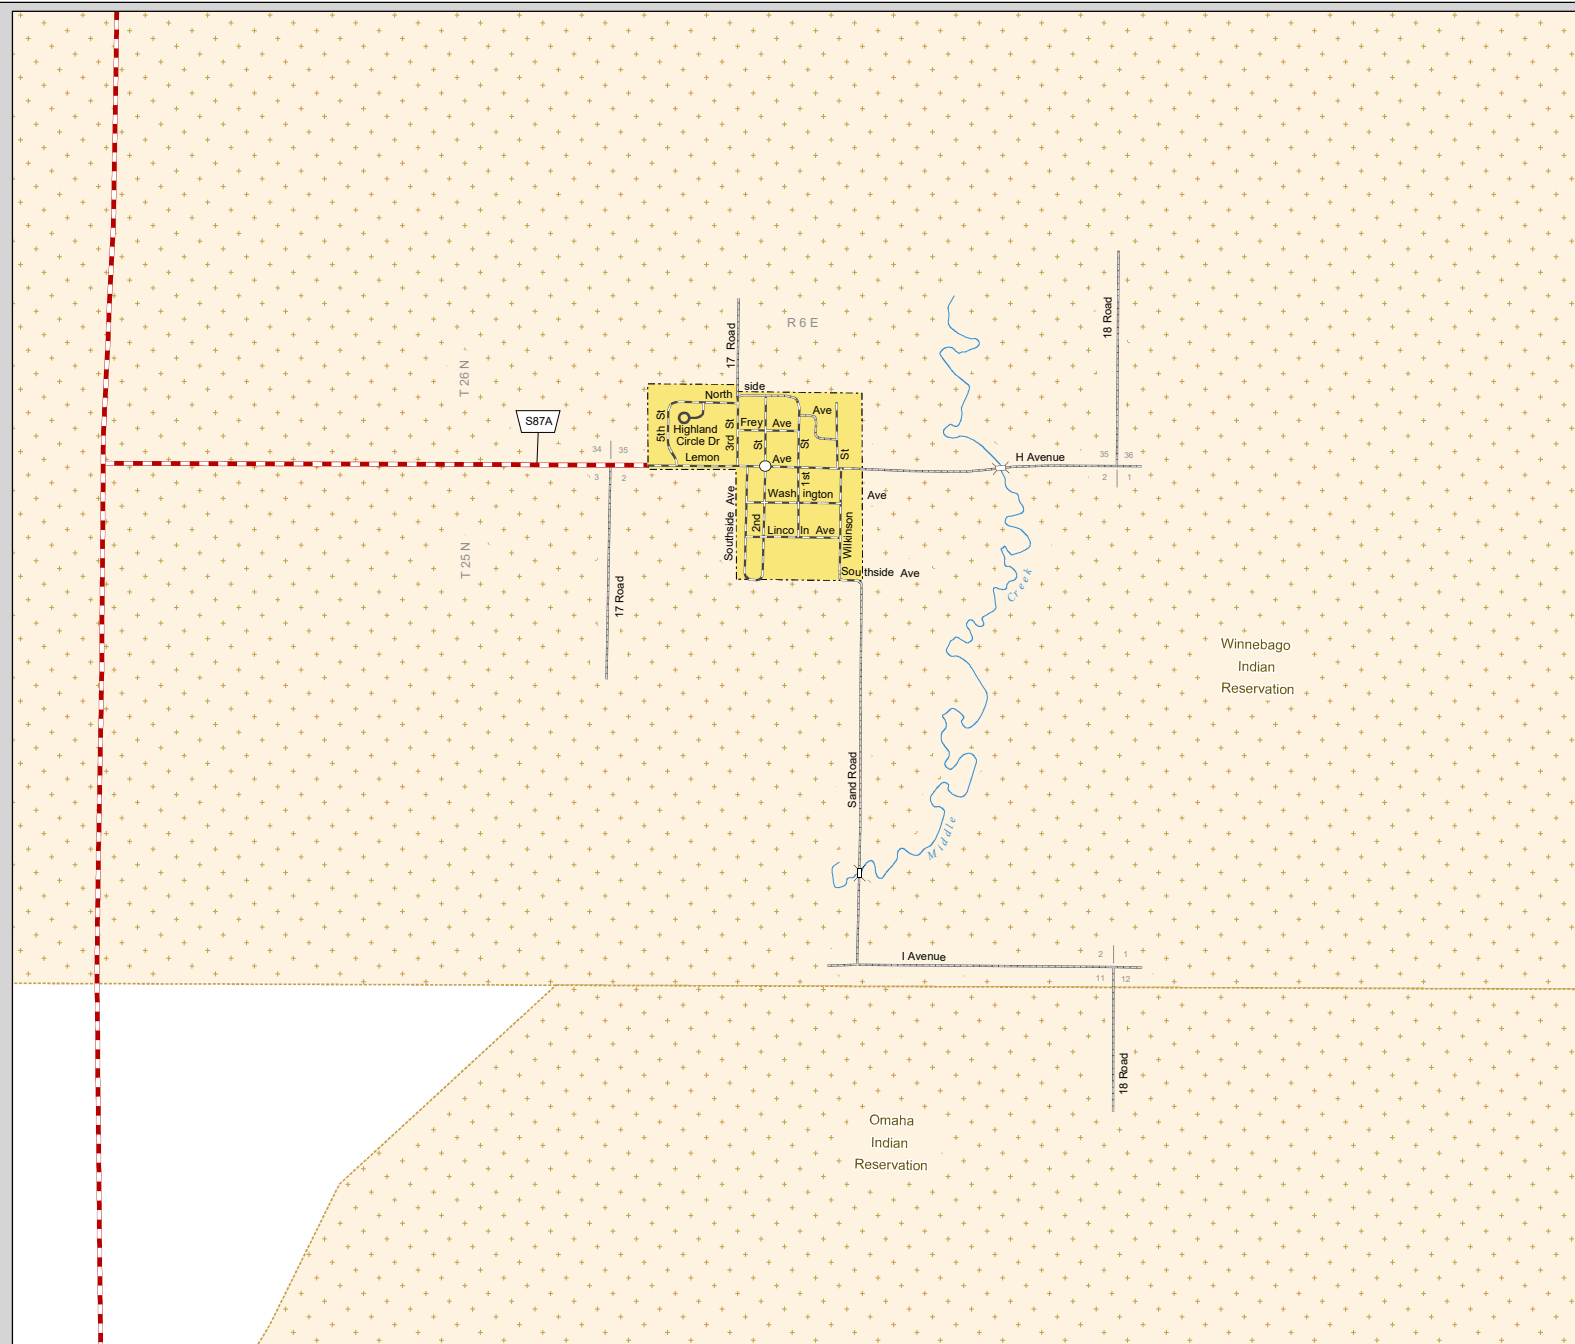 18 Road
17 Road
R 6 E
T 26 N
side
North
Ave
5th St
S87A
Highland
Circle Dr
3rd St
Frey Ave
St
St
St
Lemon Ave
34 35
3 2
H Avenue
35 36
2 1
1st
Wash ington Ave
Southside Ave
2nd
Linco ln Ave
Wilkinson
T 25 N
Southside Ave
17 Road
Creek
Winnebago
Indian
Reservation
Sand Road
Middle
I Avenue
2 1
11 12
18 Road
Omaha
Indian
Reservation